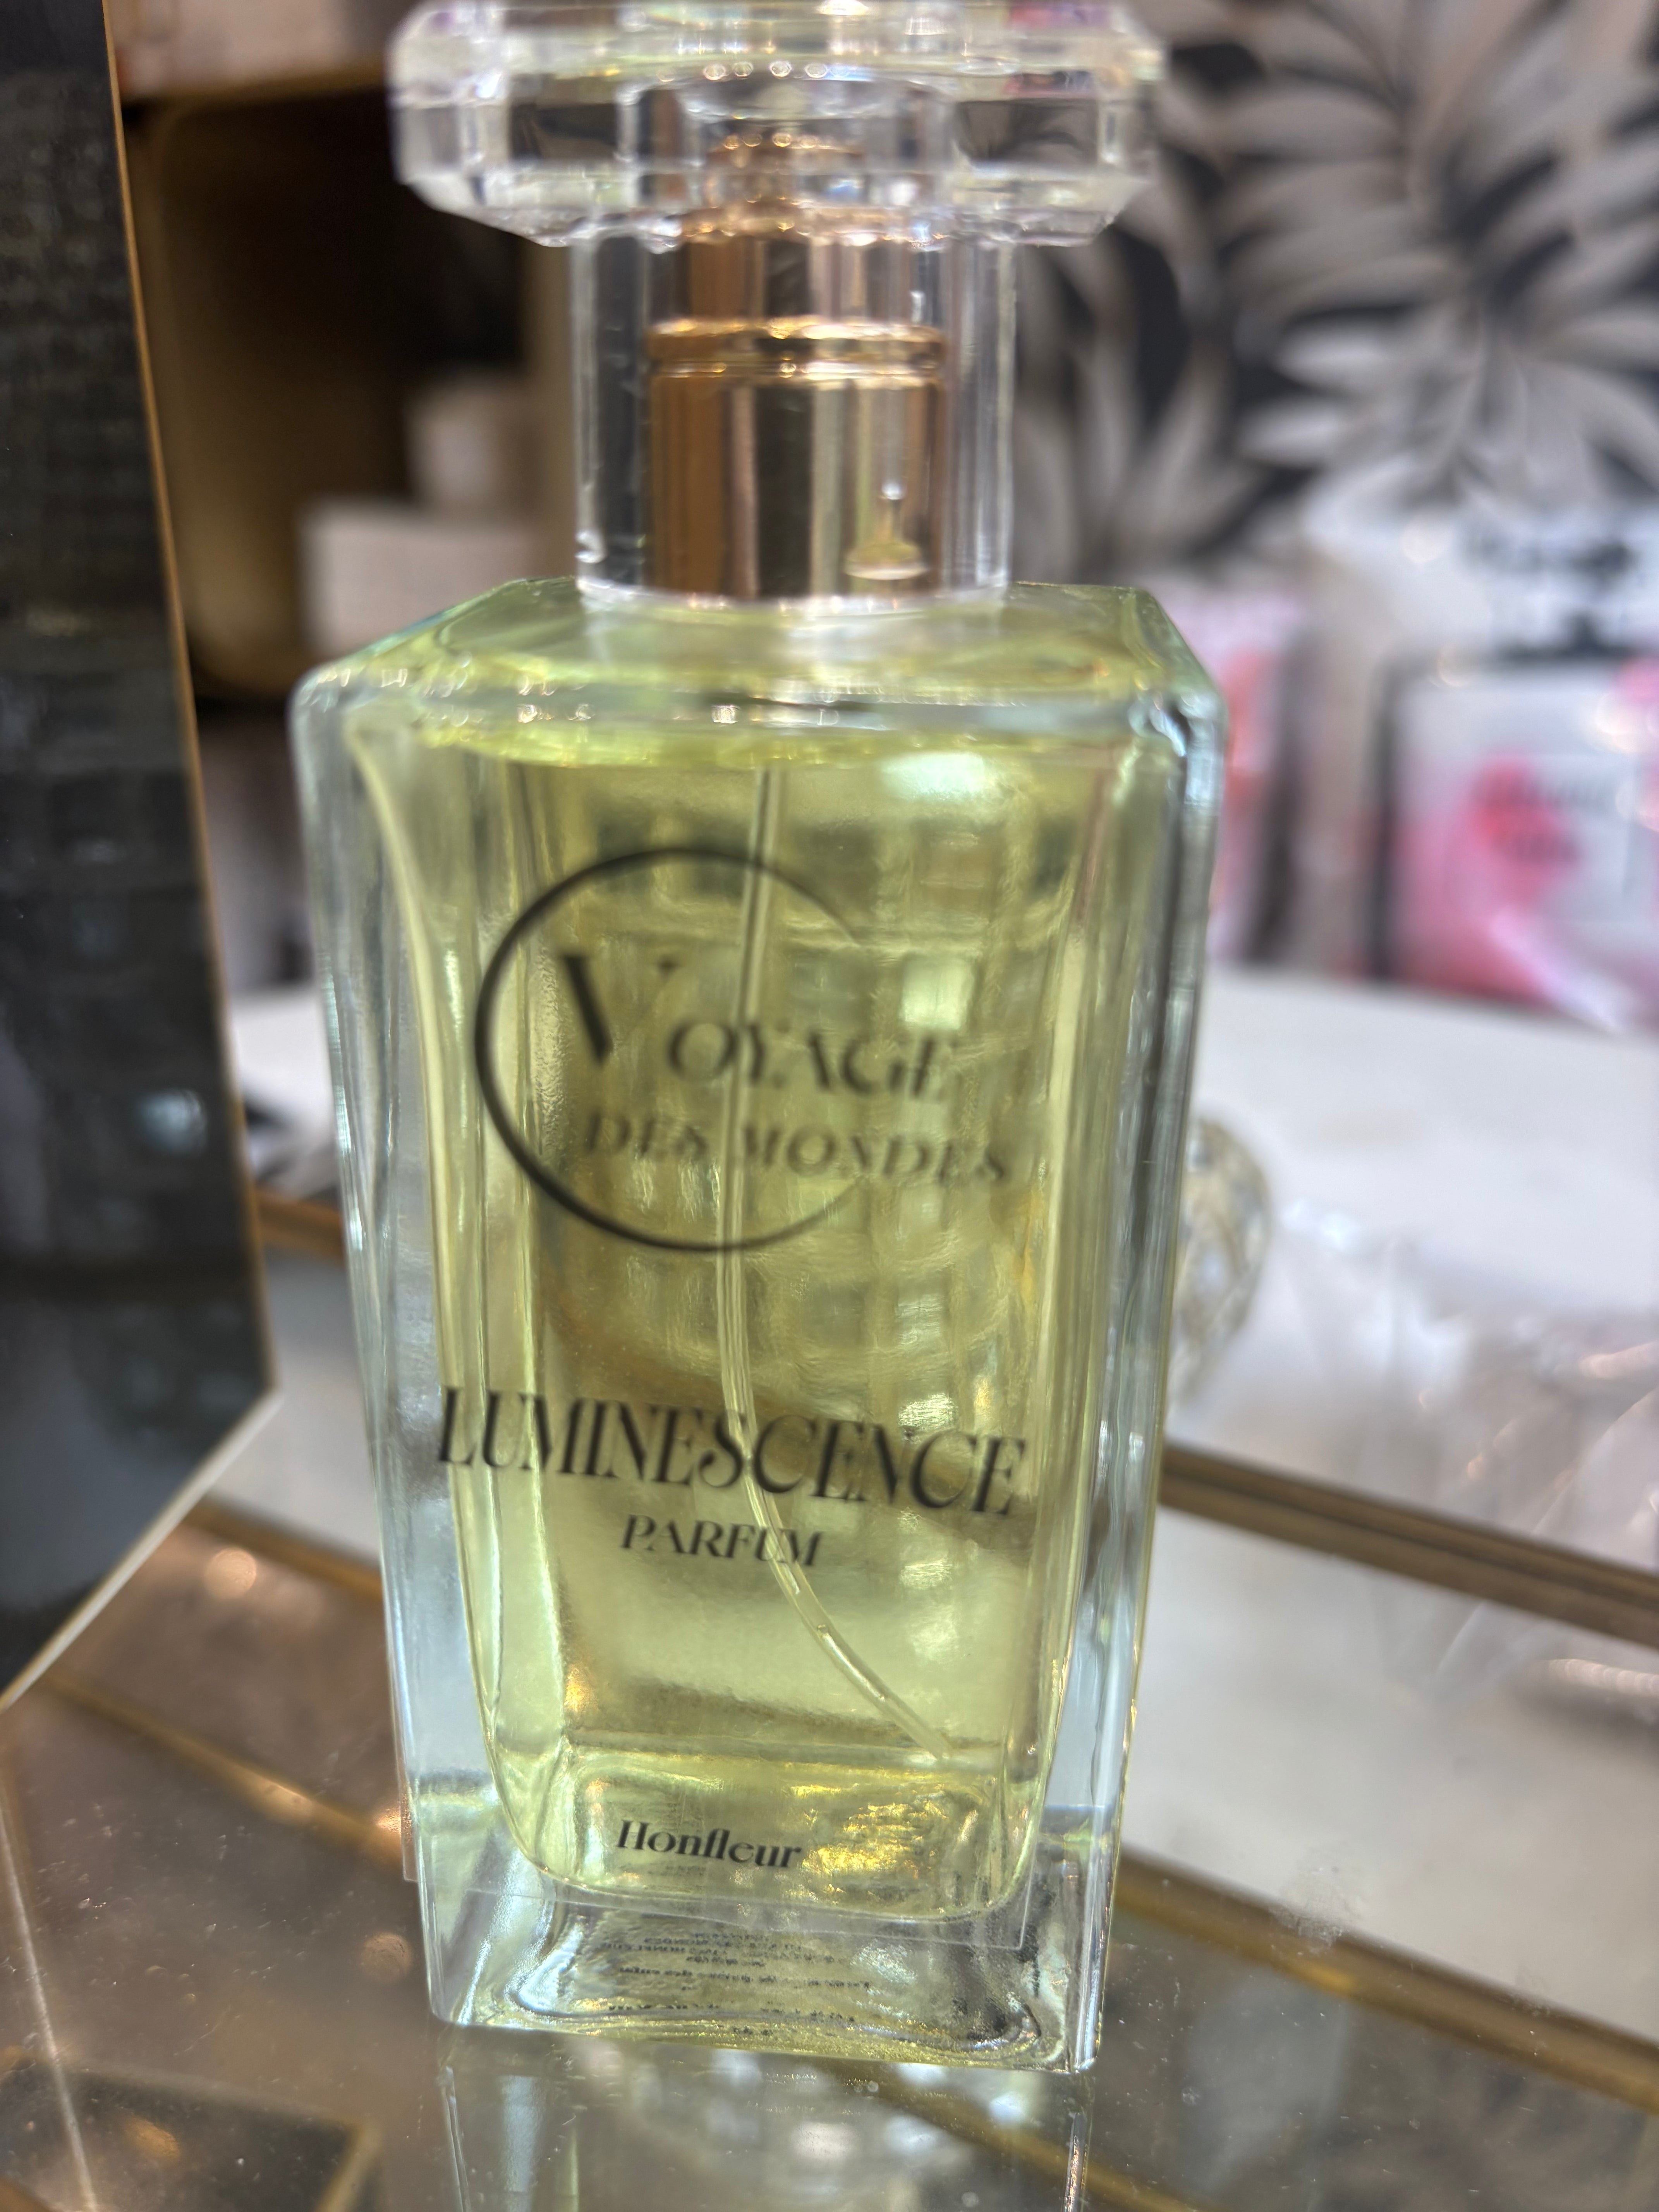 VOYAGE
DES MONDES
LUMINESCENCE
PARFUM
Honfleur